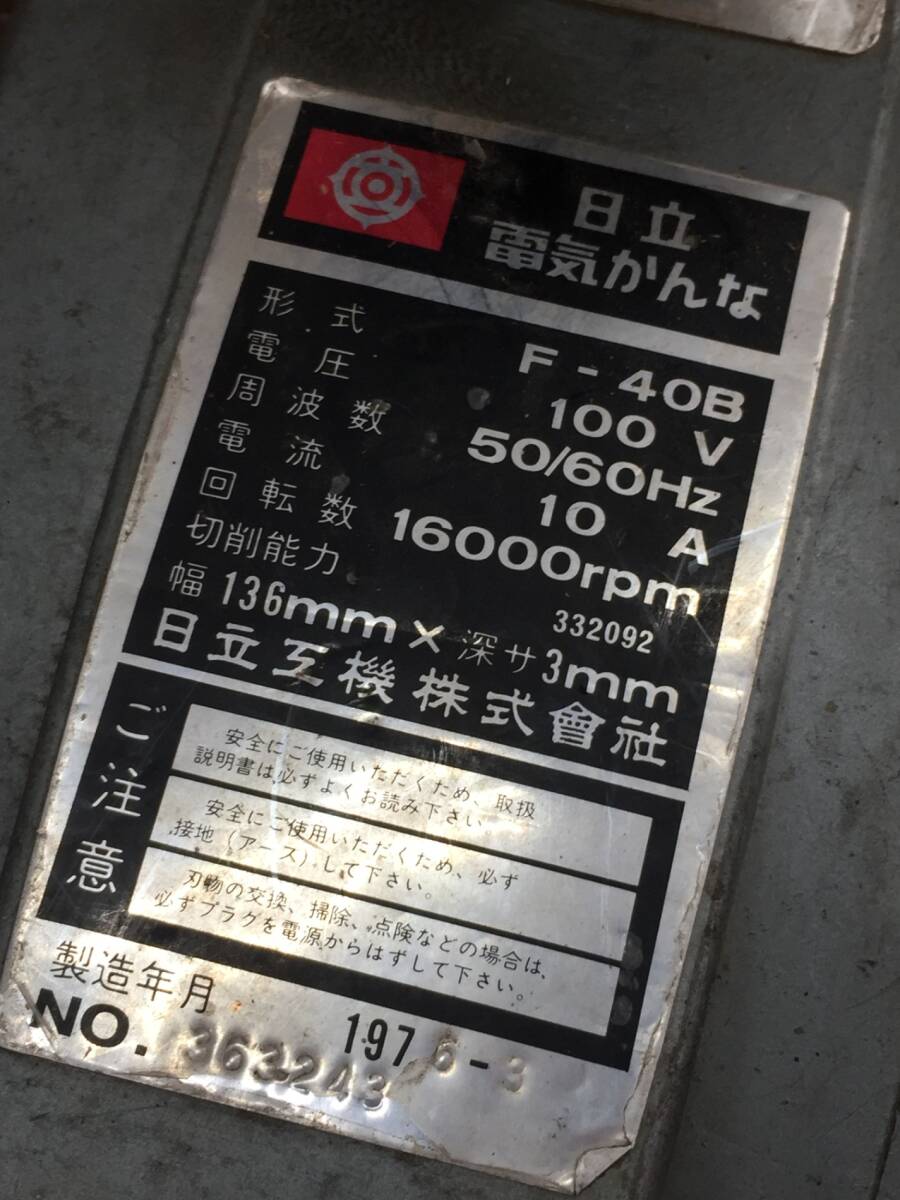 日立
電気かんな
形式 F-40B
電圧 100 V
周波数 50/60Hz
電流 10 A
回転数 16000rpm
切削能力 332092
幅 136mm×深サ3mm
日立工機株式會社
ご注意
安全にご使用いただくため、取扱
説明書は必ずよくお読み下さい。
安全にご使用いただくため、必ず
接地(アース)して下さい。
刃物の交換、掃除、点険などの場合は、
必ずプラグを電源からはずして下さい。
製造年月 1976-3
NO. 363243